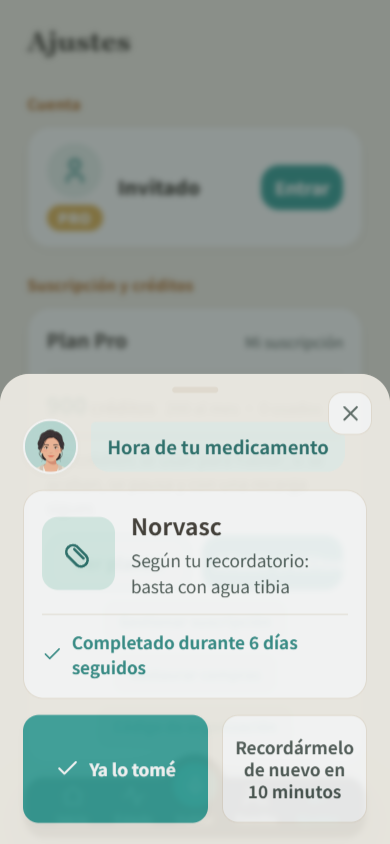 Ajustes
Cuenta
Invitado
Entrar
PRO
Suscripción y créditos
Plan Pro
Mi suscripción
Hora de tu medicamento
Norvasc
Según tu recordatorio:
basta con agua tibia
Completado durante 6 días
seguidos
Ya lo tomé
Recordármelo
de nuevo en
10 minutos